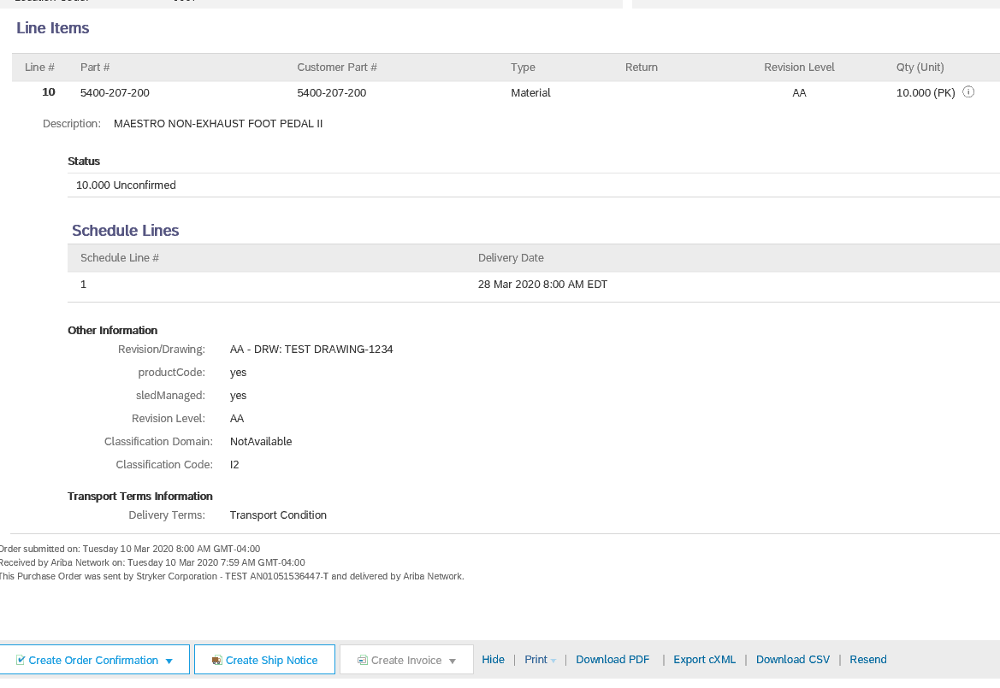 Line Items
Line # Part # Customer Part # Type Return Revision Level Qty (Unit)
10 5400-207-200 5400-207-200 Material AA 10.000 (PK)
Description: MAESTRO NON-EXHAUST FOOT PEDAL II
Status
10.000 Unconfirmed
Schedule Lines
Schedule Line # Delivery Date
1 28 Mar 2020 8:00 AM EDT
Other Information
Revision/Drawing: AA - DRW: TEST DRAWING-1234
productCode: yes
sledManaged: yes
Revision Level: AA
Classification Domain: NotAvailable
Classification Code: I2
Transport Terms Information
Delivery Terms: Transport Condition
Order submitted on: Tuesday 10 Mar 2020 8:00 AM GMT-04:00
Received by Ariba Network on: Tuesday 10 Mar 2020 7:59 AM GMT-04:00
This Purchase Order was sent by Stryker Corporation - TEST AN01051536447-T and delivered by Ariba Network.
Create Order Confirmation Create Ship Notice Create Invoice Hide | Print | Download PDF | Export cXML | Download CSV | Resend